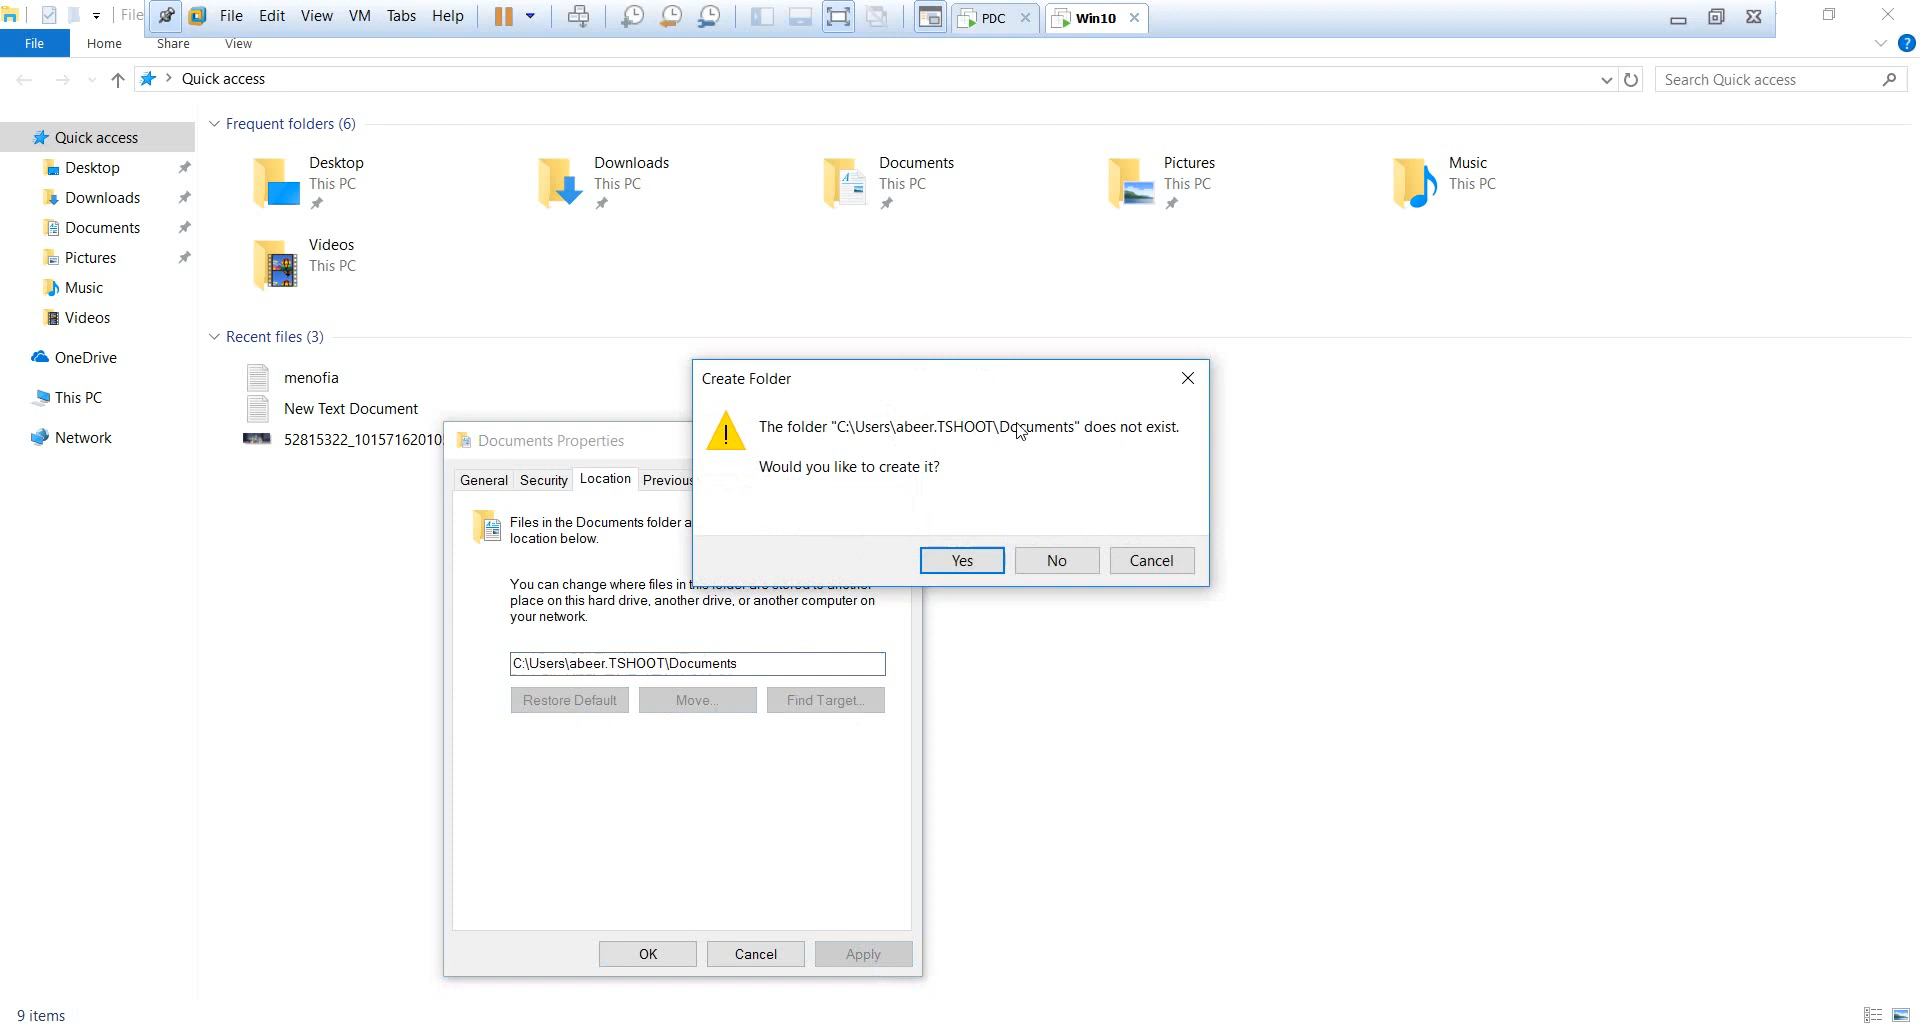 File
File Edit View VM Tabs Help
PDC
Win10
File Home Share View
Quick access
Search Quick access
Quick access
Desktop
Downloads
Documents
Pictures
Music
Videos
OneDrive
This PC
Network
Frequent folders (6)
Desktop
This PC
Downloads
This PC
Documents
This PC
Pictures
This PC
Music
This PC
Videos
This PC
Recent files (3)
menofia
New Text Document
52815322_10157162010
Documents Properties
General Security Location Previous
Files in the Documents folder a
location below.
You can change where files in
place on this hard drive, another drive, or another computer on
your network.
C:\Users\abeer.TSHOOT\Documents
Restore Default Move... Find Target...
OK Cancel Apply
Create Folder
The folder "C:\Users\abeer.TSHOOT\Documents" does not exist.
Would you like to create it?
Yes No Cancel
9 items